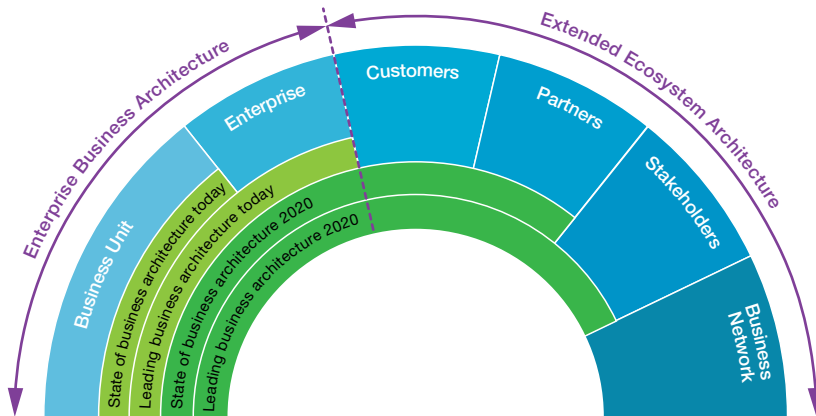 Enterprise Business Architecture
Extended Ecosystem Architecture
Business Unit
Enterprise
Customers
Partners
Stakeholders
Business
Network
State of business architecture today
Leading business architecture today
State of business architecture 2020
Leading business architecture 2020